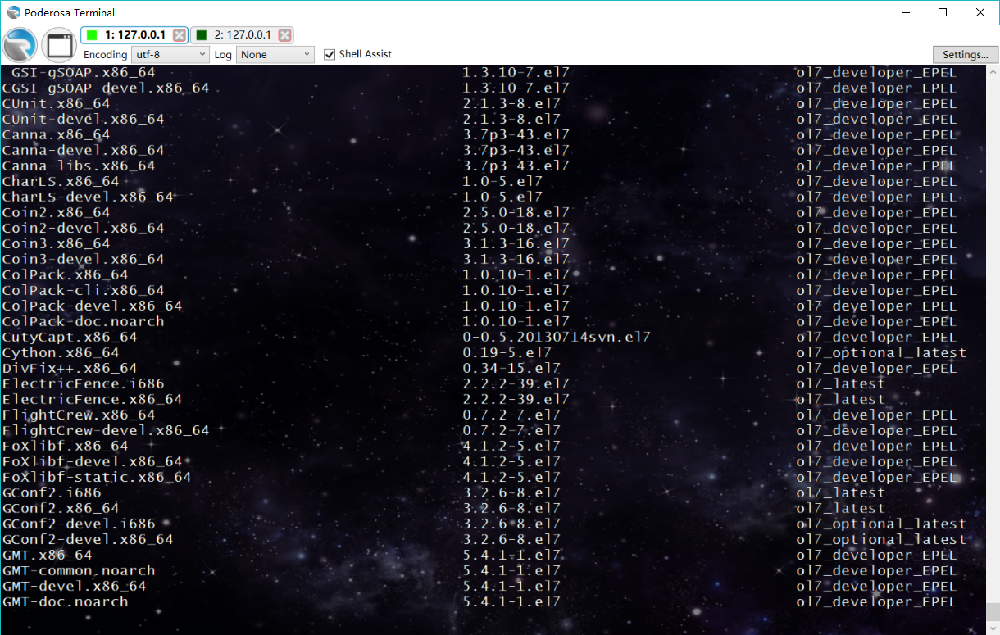 Poderosa Terminal
1: 127.0.0.1 2: 127.0.0.1
Encoding utf-8 Log None Shell Assist Settings...
GSI-gSOAP.x86_64 1.3.10-7.el7 ol7_developer_EPEL
CGSI-gSOAP-devel.x86_64 1.3.10-7.el7 ol7_developer_EPEL
CUnit.x86_64 2.1.3-8.el7 ol7_developer_EPEL
CUnit-devel.x86_64 2.1.3-8.el7 ol7_developer_EPEL
Canna.x86_64 3.7p3-43.el7 ol7_developer_EPEL
Canna-devel.x86_64 3.7p3-43.el7 ol7_developer_EPEL
Canna-libs.x86_64 3.7p3-43.el7 ol7_developer_EPEL
CharLS.x86_64 1.0-5.el7 ol7_developer_EPEL
CharLS-devel.x86_64 1.0-5.el7 ol7_developer_EPEL
Coin2.x86_64 2.5.0-18.el7 ol7_developer_EPEL
Coin2-devel.x86_64 2.5.0-18.el7 ol7_developer_EPEL
Coin3.x86_64 3.1.3-16.el7 ol7_developer_EPEL
Coin3-devel.x86_64 3.1.3-16.el7 ol7_developer_EPEL
ColPack.x86_64 1.0.10-1.el7 ol7_developer_EPEL
ColPack-cli.x86_64 1.0.10-1.el7 ol7_developer_EPEL
ColPack-devel.x86_64 1.0.10-1.el7 ol7_developer_EPEL
ColPack-doc.noarch 1.0.10-1.el7 ol7_developer_EPEL
CutyCapt.x86_64 0-0.5.20130714svn.el7 ol7_developer_EPEL
Cython.x86_64 0.19-5.el7 ol7_optional_latest
DivFix++.x86_64 0.34-15.el7 ol7_developer_EPEL
ElectricFence.i686 2.2.2-39.el7 ol7_latest
ElectricFence.x86_64 2.2.2-39.el7 ol7_latest
FlightCrew.x86_64 0.7.2-7.el7 ol7_developer_EPEL
FlightCrew-devel.x86_64 0.7.2-7.el7 ol7_developer_EPEL
FoXlibf.x86_64 4.1.2-5.el7 ol7_developer_EPEL
FoXlibf-devel.x86_64 4.1.2-5.el7 ol7_developer_EPEL
FoXlibf-static.x86_64 4.1.2-5.el7 ol7_developer_EPEL
GConf2.i686 3.2.6-8.el7 ol7_latest
GConf2.x86_64 3.2.6-8.el7 ol7_latest
GConf2-devel.i686 3.2.6-8.el7 ol7_optional_latest
GConf2-devel.x86_64 3.2.6-8.el7 ol7_optional_latest
GMT.x86_64 5.4.1-1.el7 ol7_developer_EPEL
GMT-common.noarch 5.4.1-1.el7 ol7_developer_EPEL
GMT-devel.x86_64 5.4.1-1.el7 ol7_developer_EPEL
GMT-doc.noarch 5.4.1-1.el7 ol7_developer_EPEL